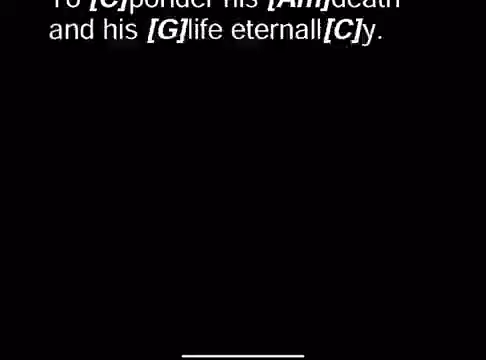 To [C]ponder his [Am]death
and his [G]life eternall[C]y.